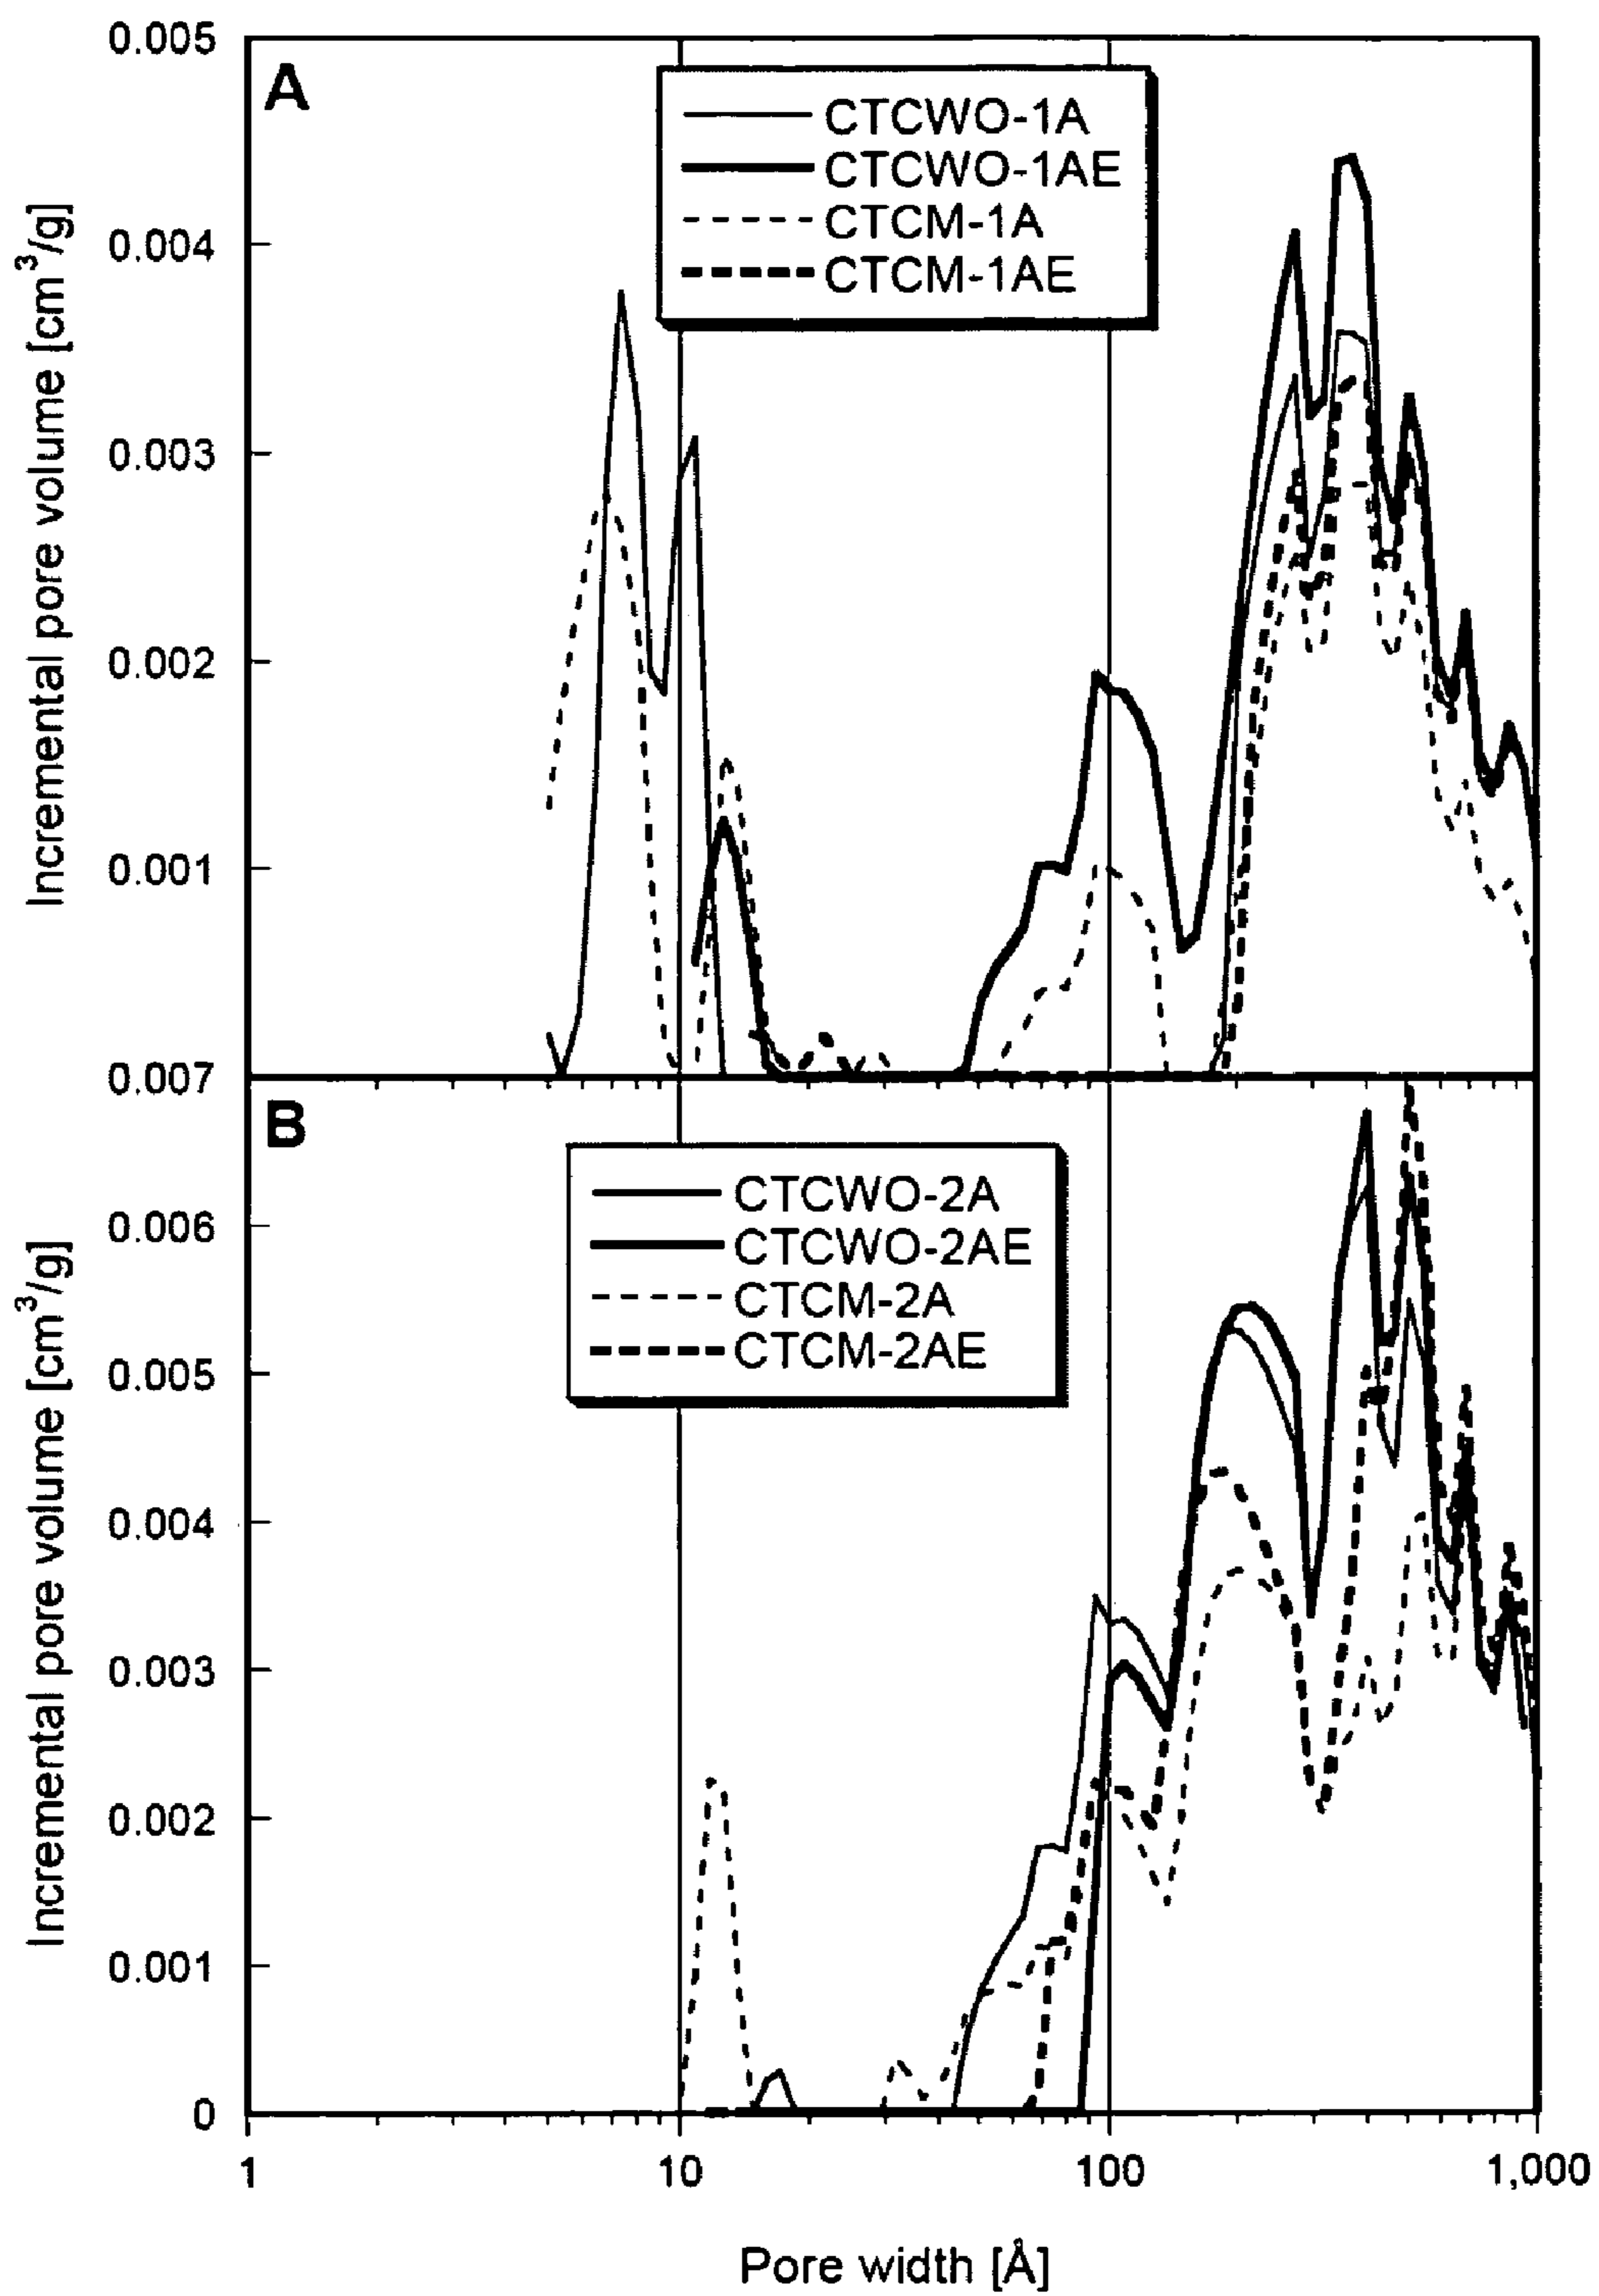 A
0.005
0.004
0.003
0.002
0.001
Incremental pore volume [cm³/g]
CTCWO-1A
CTCWO-1AE
CTCM-1A
CTCM-1AE
B
0.007
0.006
0.005
0.004
0.003
0.002
0.001
0
Incremental pore volume [cm³/g]
CTCWO-2A
CTCWO-2AE
CTCM-2A
CTCM-2AE
1 10 100 1,000
Pore width [Å]